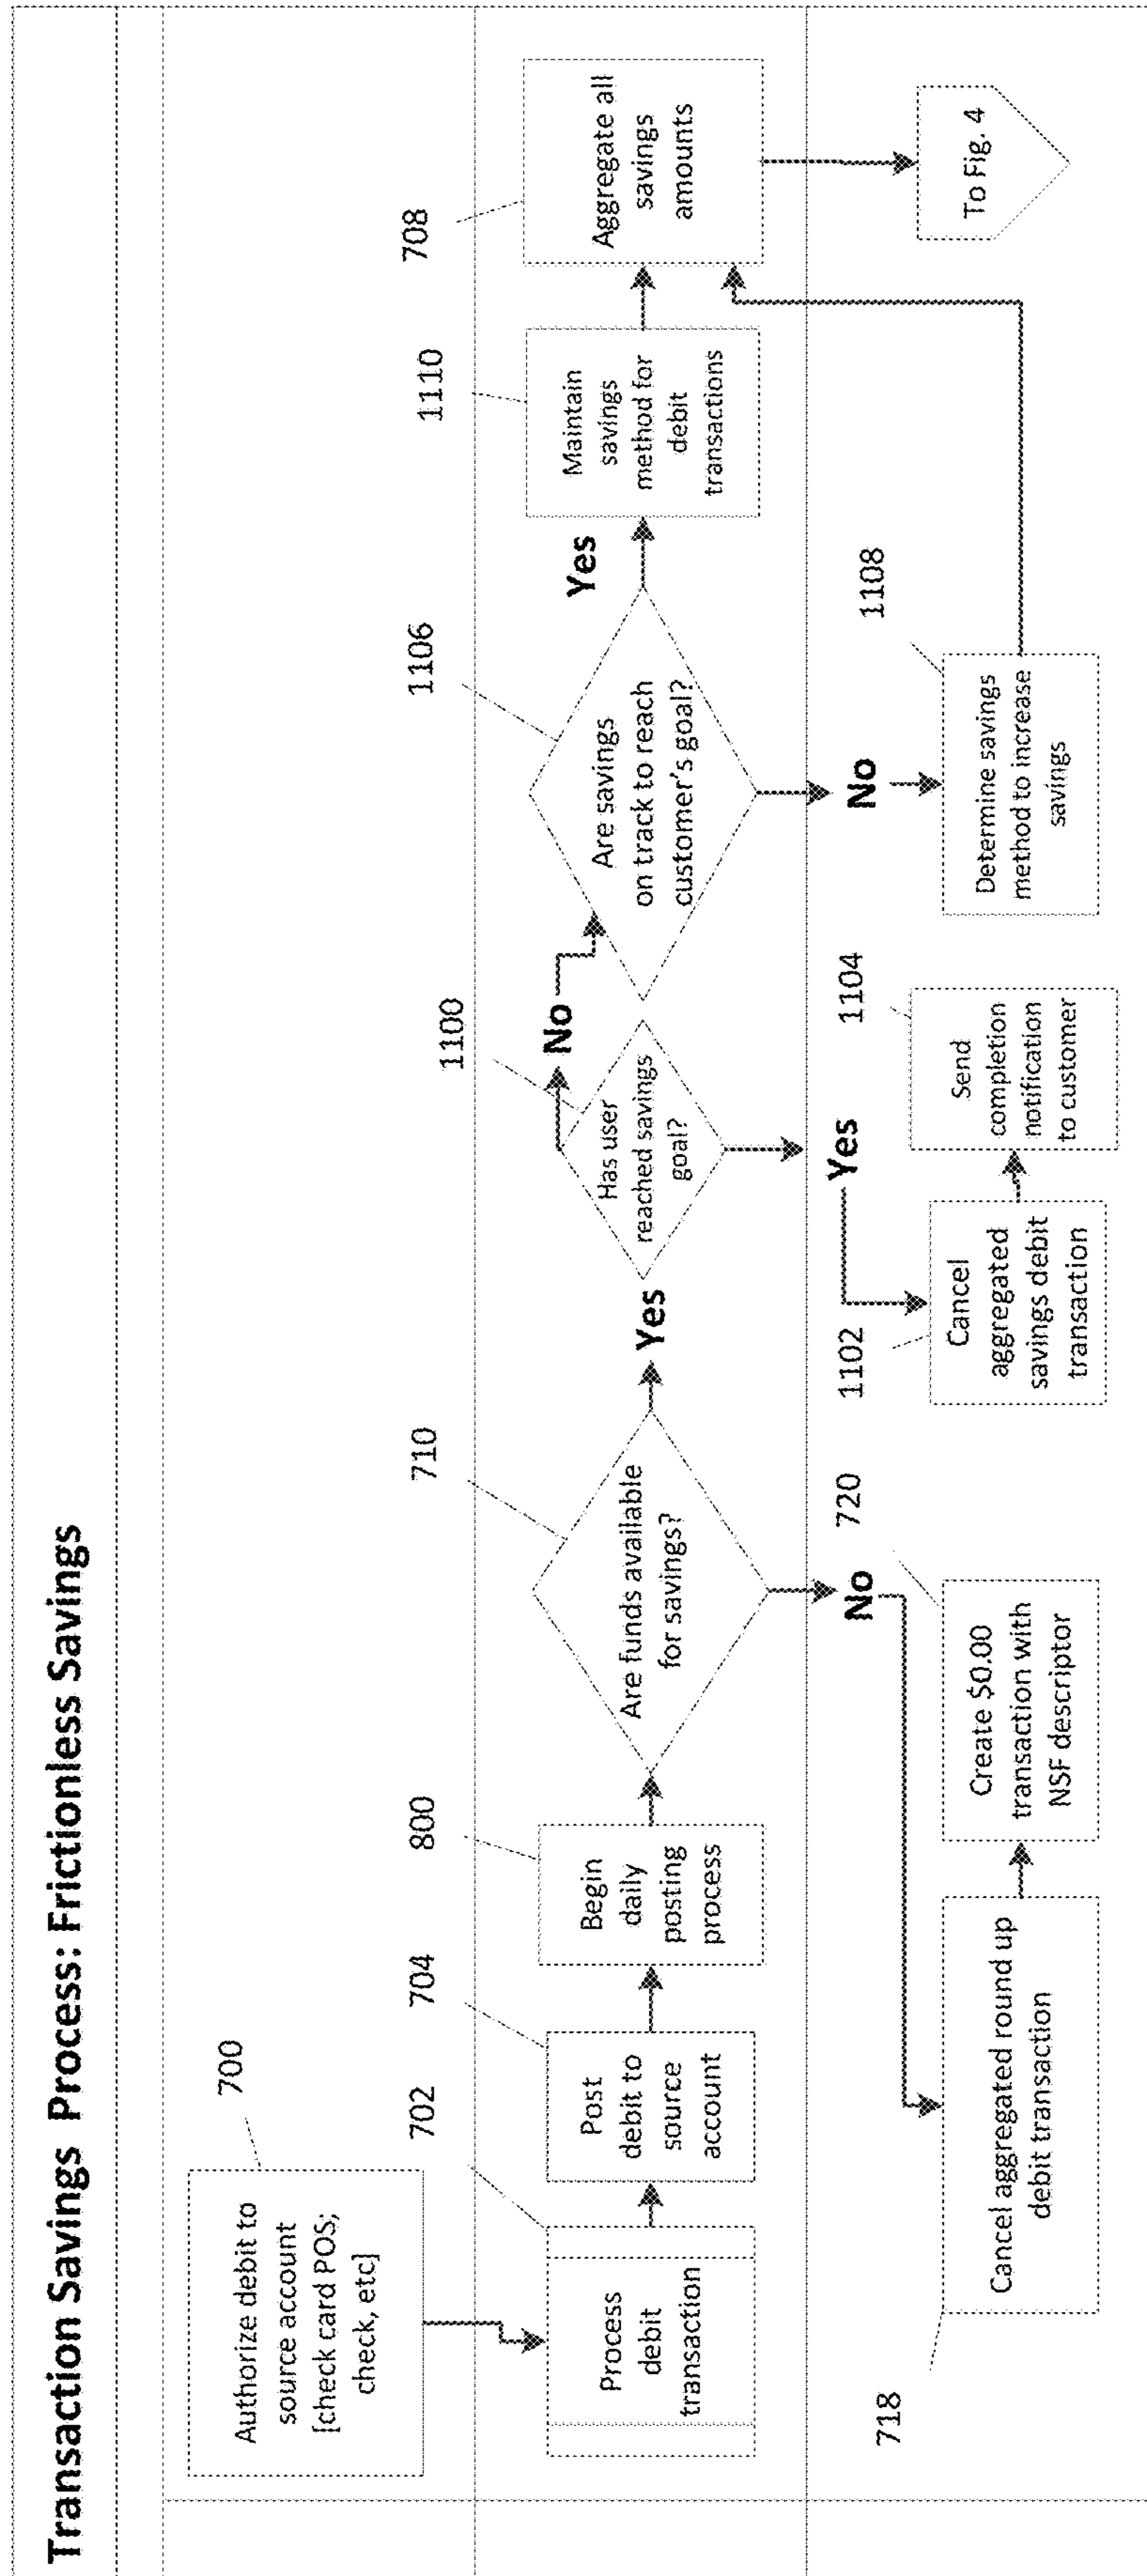 Transaction Savings Process: Frictionless Savings
700
Authorize debit to
source account
[check card POS;
check, etc]
702
Process
debit
transaction
704
Post
debit to
source
account
800
Begin
daily
posting
process
710
Are funds available
for savings?
Yes
No
718
Cancel aggregated round up
debit transaction
720
Create $0.00
transaction with
NSF descriptor
1100
Has user
reached savings
goal?
No
Yes
1102
Cancel
aggregated
savings debit
transaction
1104
Send
completion
notification
to customer
1106
Are savings
on track to reach
customer's goal?
Yes
No
1108
Determine savings
method to increase
savings
1110
Maintain
savings
method for
debit
transactions
708
Aggregate all
savings
amounts
To Fig. 4